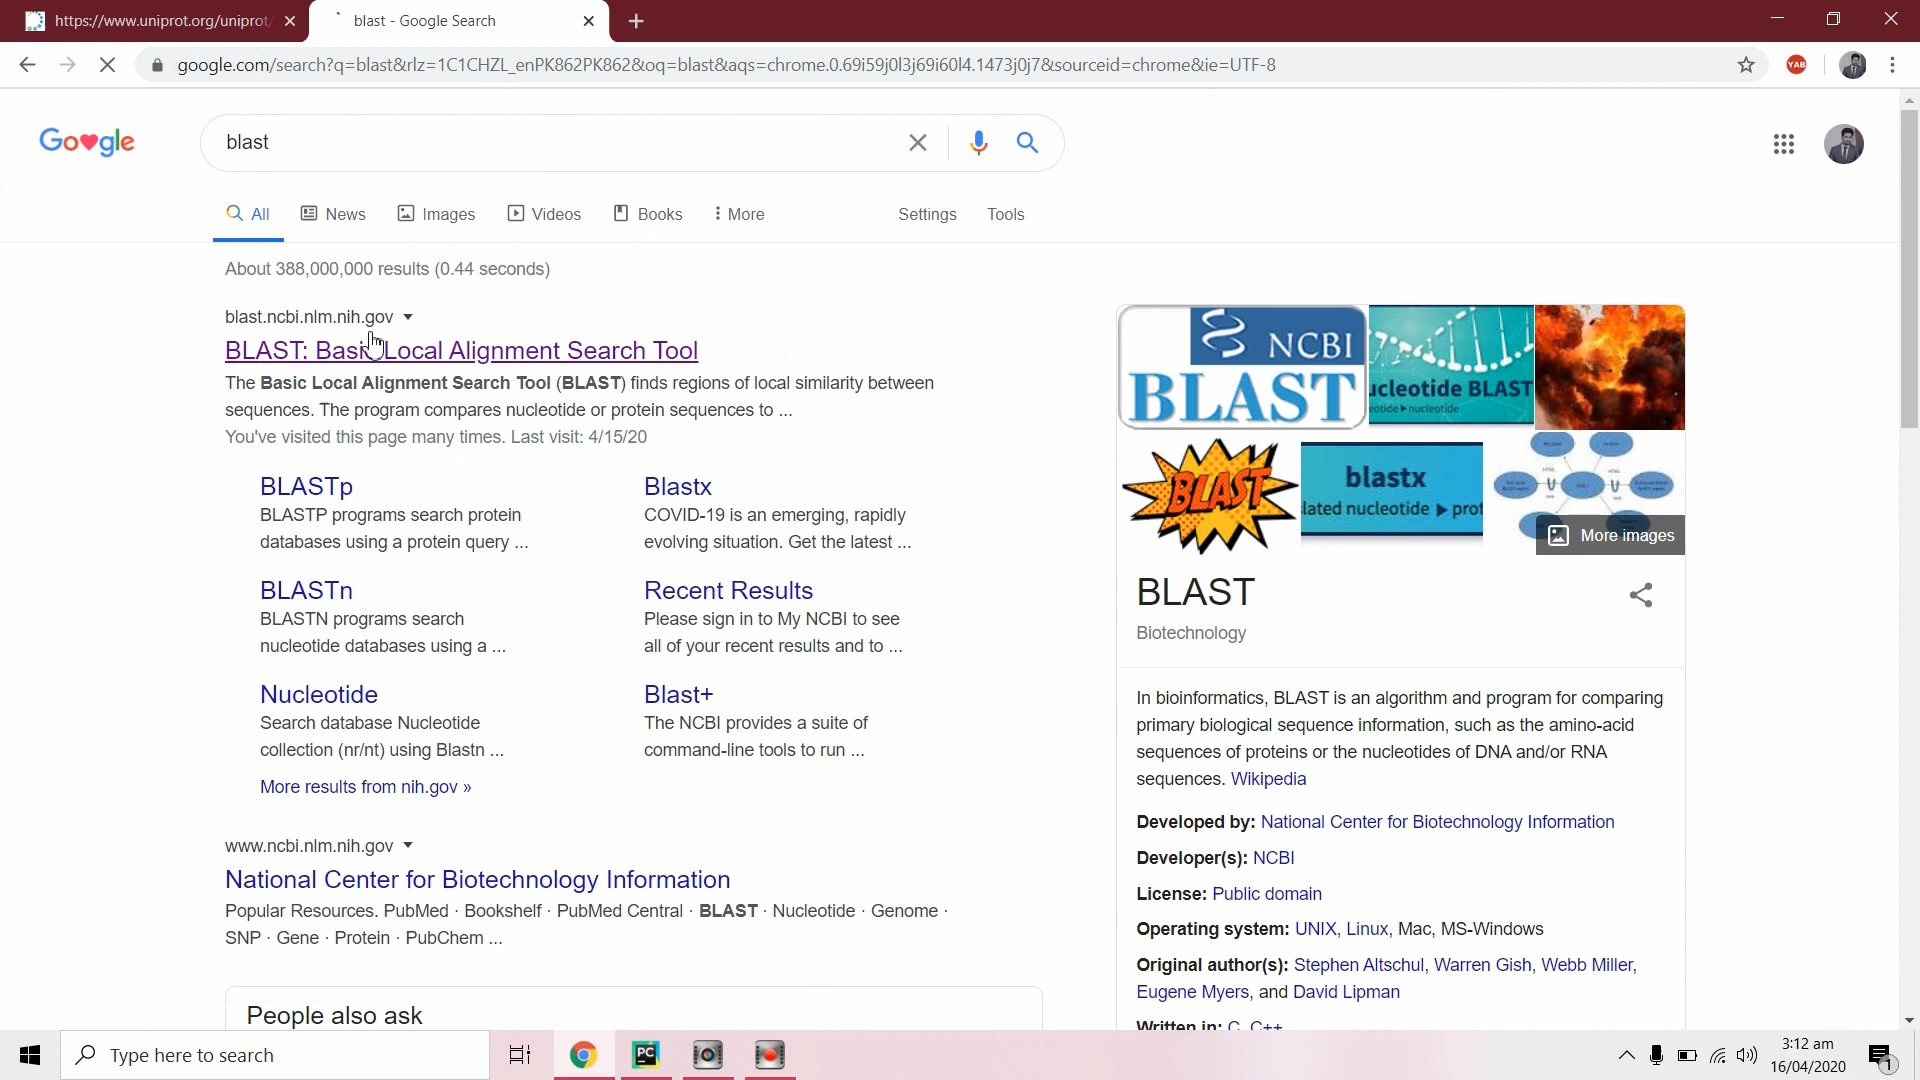 https://www.uniprot.org/uniprot/
blast - Google Search
google.com/search?q=blast&rlz=1C1CHZL_enPK862PK862&oq=blast&aqs=chrome.0.69i59j0l3j69i60l4.1473j0j7&sourceid=chrome&ie=UTF-8
YAB
Google
blast
All
News
Images
Videos
Books
More
Settings
Tools
About 388,000,000 results (0.44 seconds)
blast.ncbi.nlm.nih.gov
BLAST: Basic Local Alignment Search Tool
The Basic Local Alignment Search Tool (BLAST) finds regions of local similarity between
sequences. The program compares nucleotide or protein sequences to ...
You've visited this page many times. Last visit: 4/15/20
BLASTp
BLASTP programs search protein
databases using a protein query ...
Blastx
COVID-19 is an emerging, rapidly
evolving situation. Get the latest ...
BLASTn
BLASTN programs search
nucleotide databases using a ...
Recent Results
Please sign in to My NCBI to see
all of your recent results and to ...
Nucleotide
Search database Nucleotide
collection (nr/nt) using Blastn ...
Blast+
The NCBI provides a suite of
command-line tools to run ...
More results from nih.gov »
www.ncbi.nlm.nih.gov
National Center for Biotechnology Information
Popular Resources. PubMed · Bookshelf · PubMed Central · BLAST · Nucleotide · Genome ·
SNP · Gene · Protein · PubChem ...
People also ask
NCBI
BLAST
ucleotide BLAST
eotide ▶ nucleotide
BLAST
blastx
lated nucleotide ▶ prot
More images
BLAST
Biotechnology
In bioinformatics, BLAST is an algorithm and program for comparing
primary biological sequence information, such as the amino-acid
sequences of proteins or the nucleotides of DNA and/or RNA
sequences. Wikipedia
Developed by: National Center for Biotechnology Information
Developer(s): NCBI
License: Public domain
Operating system: UNIX, Linux, Mac, MS-Windows
Original author(s): Stephen Altschul, Warren Gish, Webb Miller,
Eugene Myers, and David Lipman
Written in: C, C++
Type here to search
PC
3:12 am
16/04/2020
1